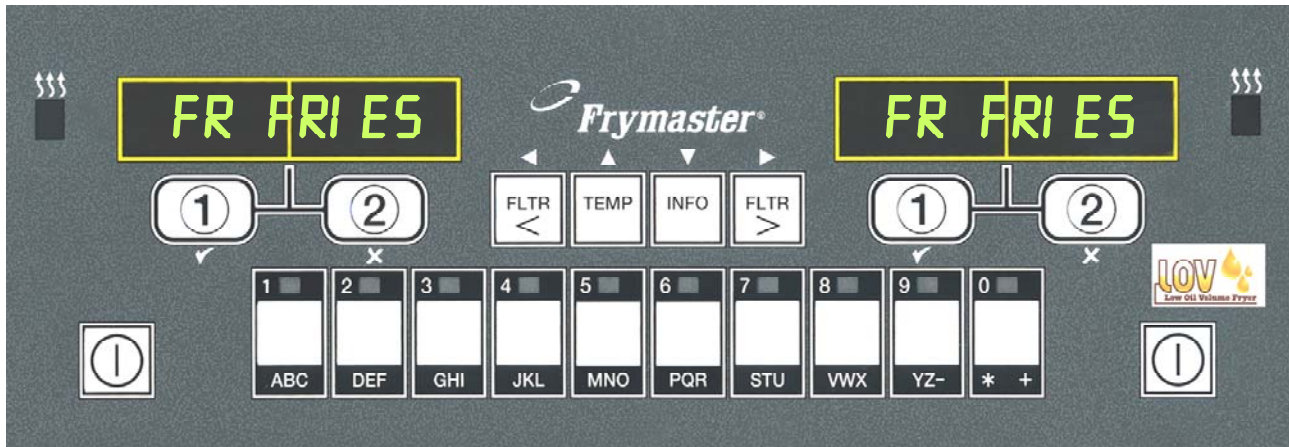 FR FRIES
Frymaster®
FR FRIES
1
2
FLTR <
TEMP
INFO
FLTR >
1
2
1
2
3
4
5
6
7
8
9
0
ABC
DEF
GHI
JKL
MNO
PQR
STU
VWX
YZ-
* +
LOV
Low Oil Volume Fryer